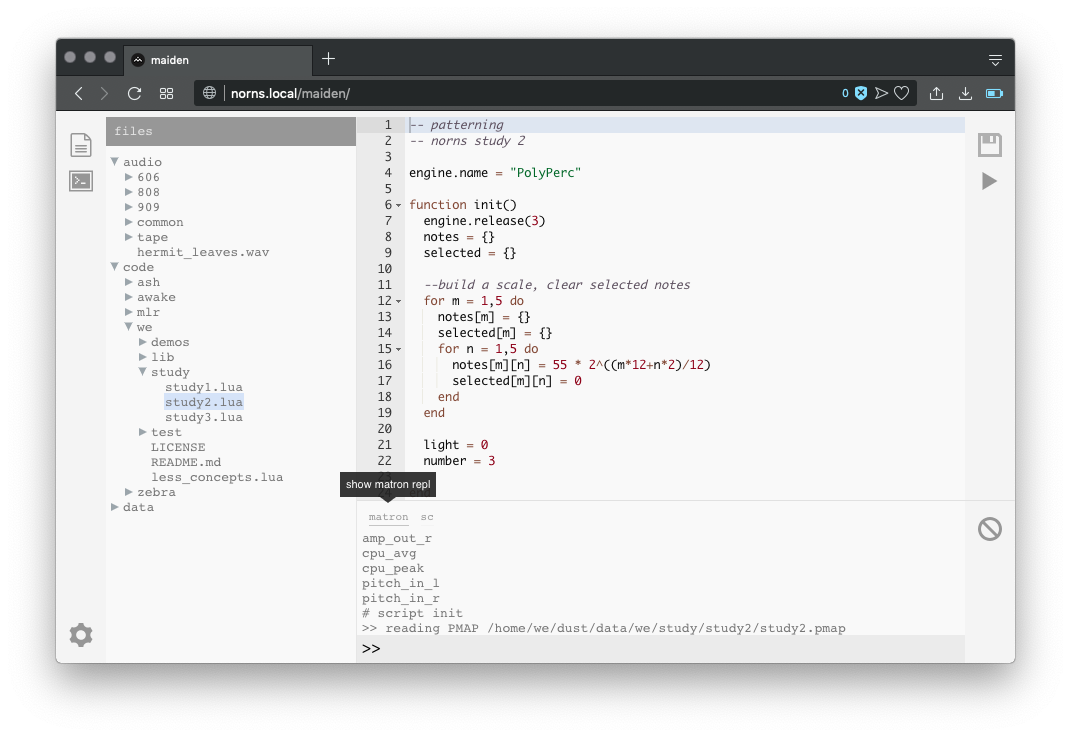 maiden
norns.local/maiden/
0
files
audio
606
808
909
common
tape
hermit_leaves.wav
code
ash
awake
mlr
we
demos
lib
study
study1.lua
study2.lua
study3.lua
test
LICENSE
README.md
less_concepts.lua
zebra
data
1 -- patterning
2 -- norns study 2
3
4 engine.name = "PolyPerc"
5
6 function init()
7 engine.release(3)
8 notes = {}
9 selected = {}
10
11 --build a scale, clear selected notes
12 for m = 1,5 do
13 notes[m] = {}
14 selected[m] = {}
15 for n = 1,5 do
16 notes[m][n] = 55 * 2^((m*12+n*2)/12)
17 selected[m][n] = 0
18 end
19 end
20
21 light = 0
22 number = 3
show matron repl
matron sc
amp_out_r
cpu_avg
cpu_peak
pitch_in_l
pitch_in_r
# script init
>> reading PMAP /home/we/dust/data/we/study/study2/study2.pmap
>>